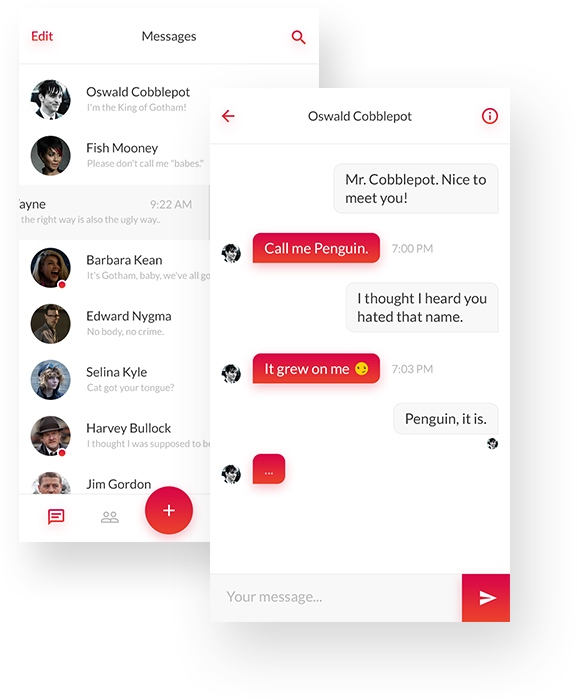 Edit
Messages
Oswald Cobblepot
I'm the King of Gotham!
Fish Mooney
Please don't call me "babes."
ayne
9:22 AM
the right way is also the ugly way..
Barbara Kean
It's Gotham, baby, we've all go
Edward Nygma
No body, no crime.
Selina Kyle
Cat got your tongue?
Harvey Bullock
I thought I was supposed to be
Jim Gordon
Oswald Cobblepot
Mr. Cobblepot. Nice to
meet you!
Call me Penguin.
7:00 PM
I thought I heard you
hated that name.
It grew on me 😏
7:03 PM
Penguin, it is.
...
Your message...